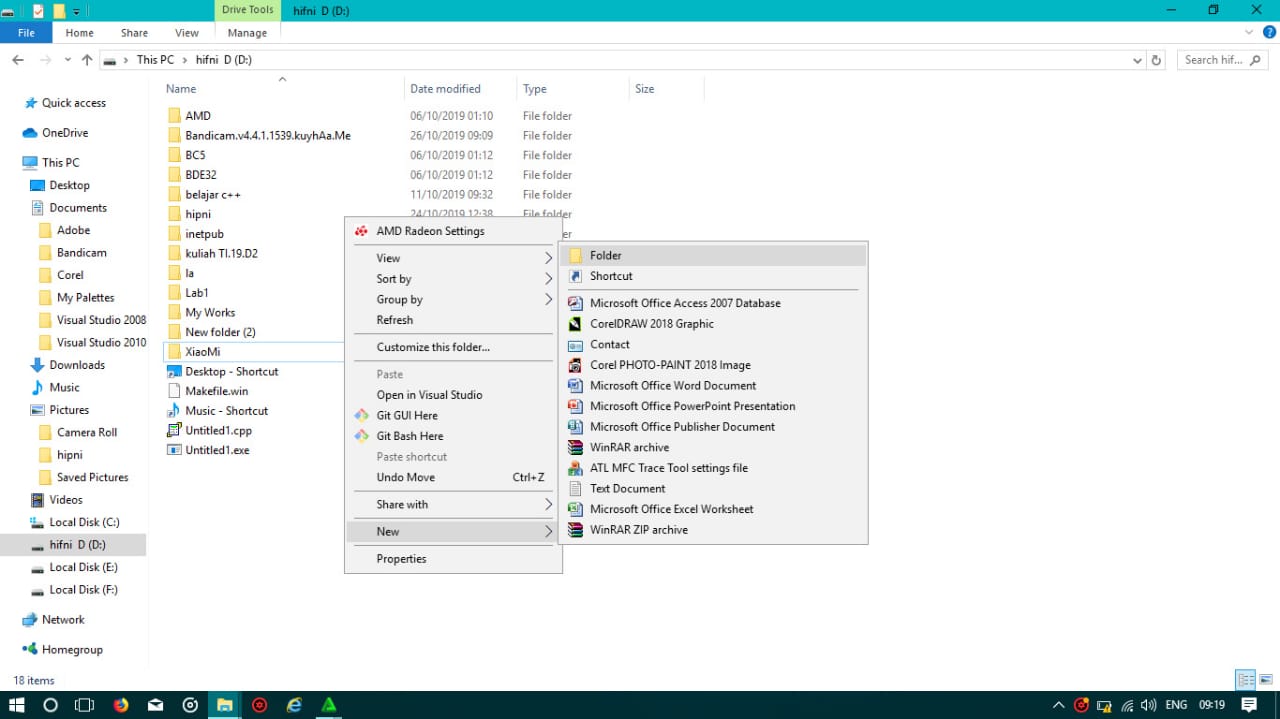 Drive Tools
hifni  D (D:)
File
Home
Share
View
Manage
This PC
hifni  D (D:)
Search hif...
Name
Date modified
Type
Size
Quick access
OneDrive
This PC
Desktop
Documents
Adobe
Bandicam
Corel
My Palettes
Visual Studio 2008
Visual Studio 2010
Downloads
Music
Pictures
Camera Roll
hipni
Saved Pictures
Videos
Local Disk (C:)
hifni  D (D:)
Local Disk (E:)
Local Disk (F:)
Network
Homegroup
AMD 06/10/2019 01:10 File folder
Bandicam.v4.4.1.1539.kuyhAa.Me 26/10/2019 09:09 File folder
BC5 06/10/2019 01:12 File folder
BDE32 06/10/2019 01:12 File folder
belajar c++ 11/10/2019 09:32 File folder
hipni 24/10/2019 12:38 File folder
inetpub
kuliah TI.19.D2
Lab1
My Works
New folder (2)
XiaoMi
Desktop - Shortcut
Makefile.win
Music - Shortcut
Untitled1.cpp
Untitled1.exe
AMD Radeon Settings
View
Sort by
Group by
Refresh
Customize this folder...
Paste
Open in Visual Studio
Git GUI Here
Git Bash Here
Paste shortcut
Undo Move Ctrl+Z
Share with
New
Properties
Folder
Shortcut
Microsoft Office Access 2007 Database
CorelDRAW 2018 Graphic
Contact
Corel PHOTO-PAINT 2018 Image
Microsoft Office Word Document
Microsoft Office PowerPoint Presentation
Microsoft Office Publisher Document
WinRAR archive
ATL MFC Trace Tool settings file
Text Document
Microsoft Office Excel Worksheet
WinRAR ZIP archive
18 items
ENG
09:19